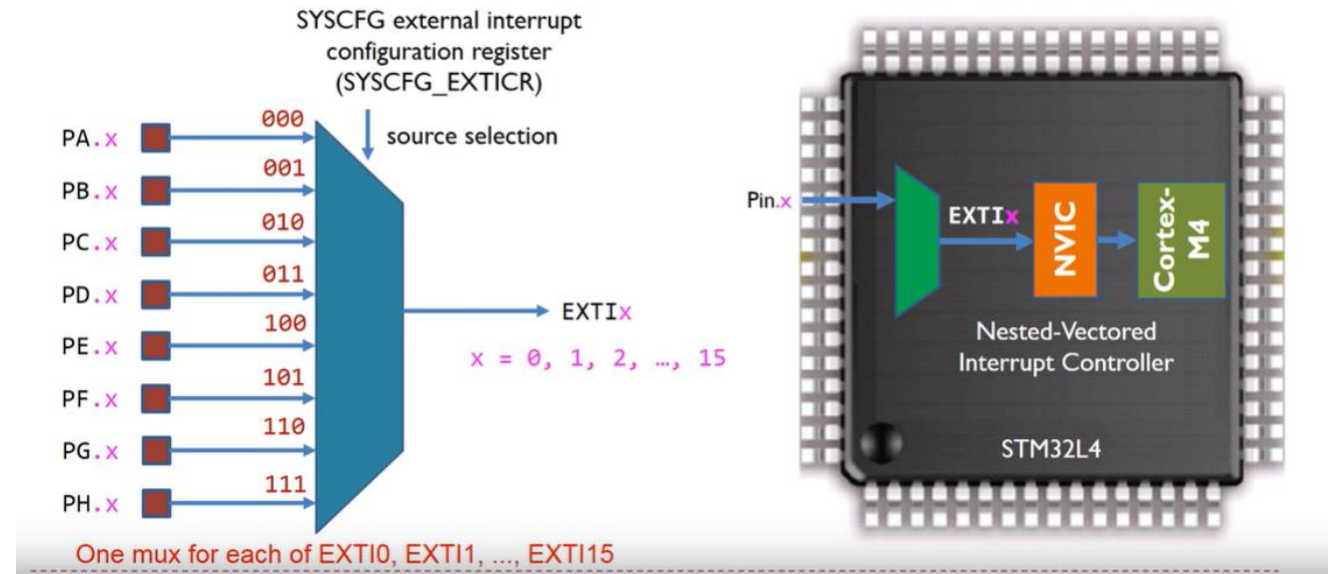 SYSCFG external interrupt
configuration register
(SYSCFG_EXTICR)
source selection
PA.x
000
PB.x
001
PC.x
010
PD.x
011
PE.x
100
PF.x
101
PG.x
110
PH.x
111
EXTIx
x = 0, 1, 2, …, 15
One mux for each of EXTI0, EXTI1, ..., EXTI15
Pin.x
EXTIx
NVIC
Cortex-
M4
Nested-Vectored
Interrupt Controller
STM32L4